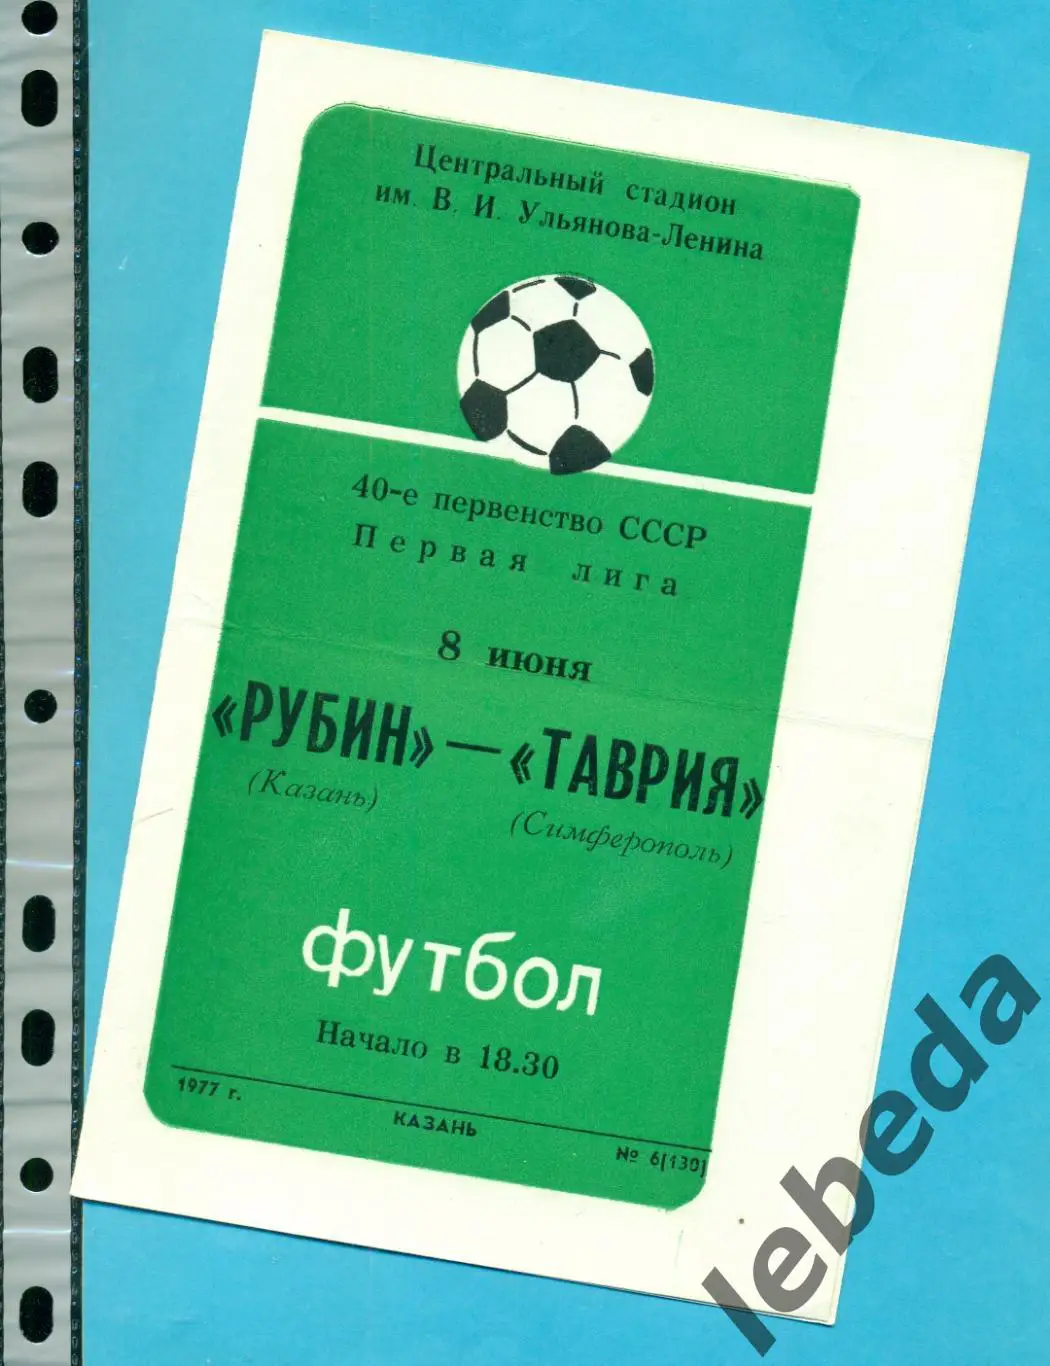 Центральный стадион
им. В. И. Ульянова-Ленина
40-е первенство СССР
Первая лига
8 июня
«РУБИН» — «ТАВРИЯ»
(Казань) (Симферополь)
футбол
Начало в 18.30
1977 г.
КАЗАНЬ
№ 6[130]
lebeda